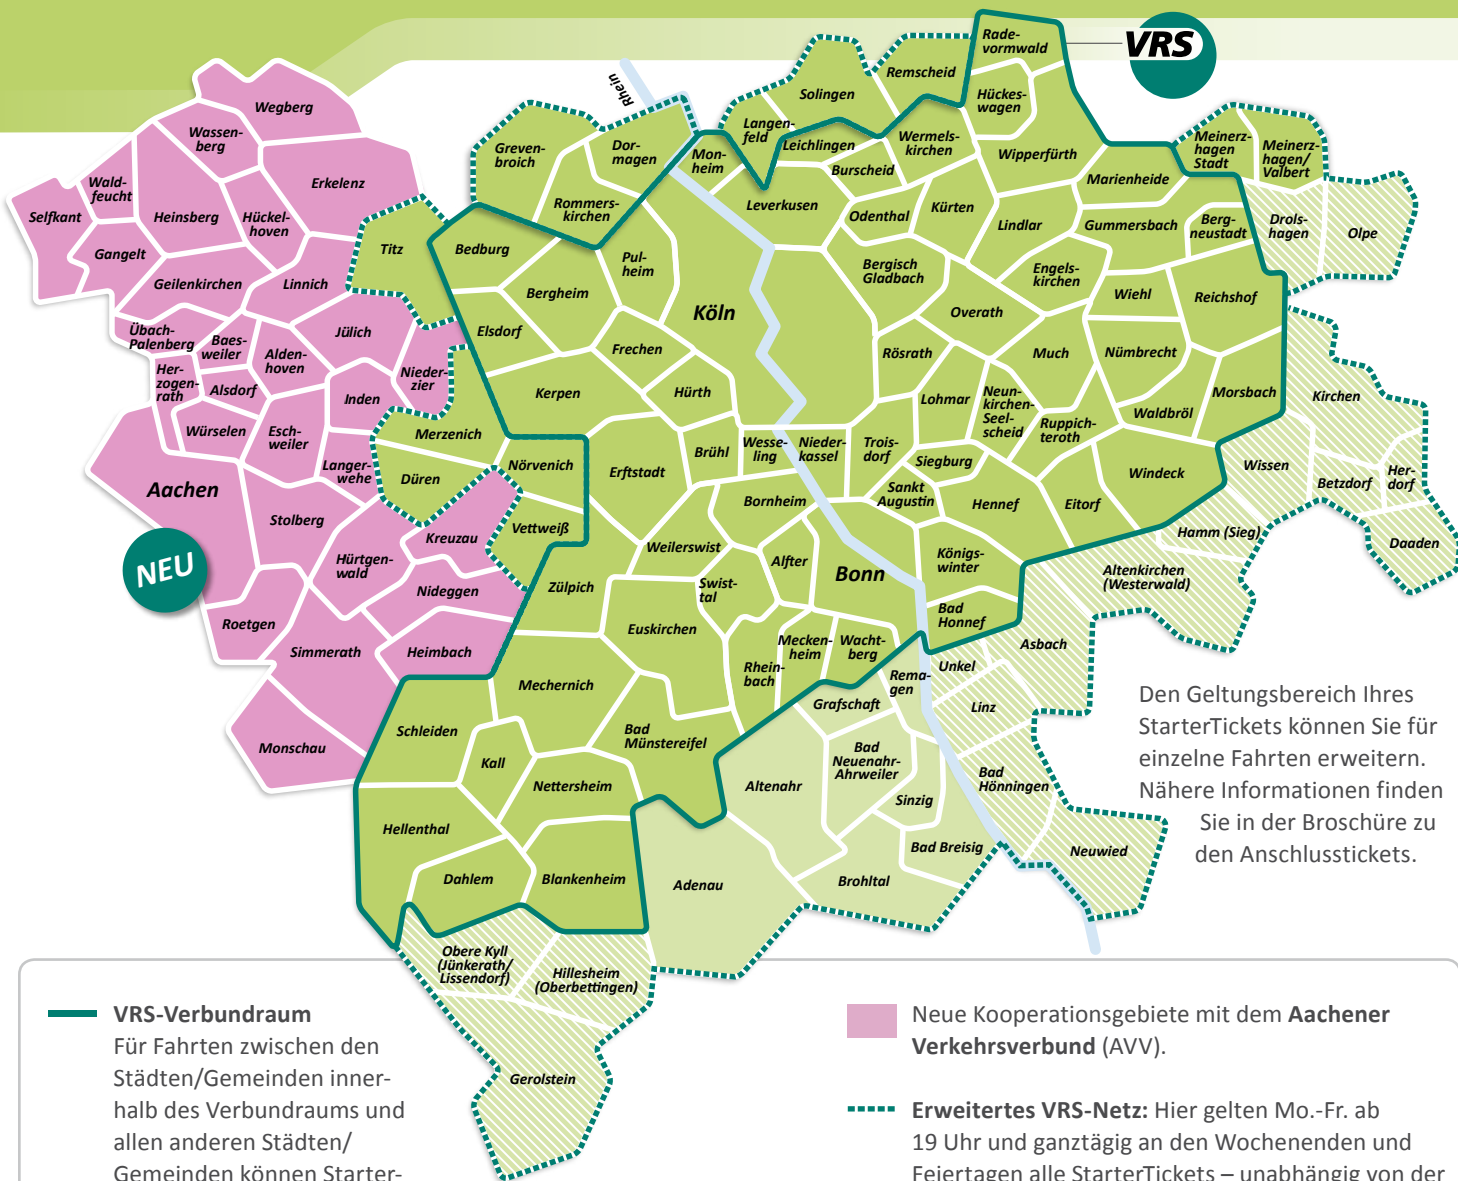 VRS
Rhein
NEU
Rade-
vormwald
Remscheid
Solingen
Hückes-
wagen
Langen-
feld
Leichlingen
Wermels-
kirchen
Wipperfürth
Meinerz-
hagen
Stadt
Meinerz-
hagen/
Valbert
Wegberg
Wassen-
berg
Greven-
broich
Dor-
magen
Mon-
heim
Burscheid
Marienheide
Wald-
feucht
Erkelenz
Selfkant
Heinsberg
Hückel-
hoven
Rommers-
kirchen
Leverkusen
Odenthal
Kürten
Lindlar
Gummersbach
Berg-
neustadt
Drols-
hagen
Olpe
Gangelt
Titz
Bedburg
Pul-
heim
Bergisch
Gladbach
Engels-
kirchen
Geilenkirchen
Linnich
Bergheim
Köln
Overath
Wiehl
Reichshof
Übach-
Palenberg
Baes-
weiler
Jülich
Elsdorf
Frechen
Rösrath
Much
Nümbrecht
Her-
zogen-
rath
Alsdorf
Alden-
hoven
Nieder-
zier
Inden
Kerpen
Hürth
Lohmar
Neun-
kirchen-
Seel-
scheid
Ruppich-
teroth
Waldbröl
Morsbach
Kirchen
Würselen
Esch-
weiler
Merzenich
Brühl
Wesse-
ling
Nieder-
kassel
Trois-
dorf
Siegburg
Langer-
wehe
Düren
Nörvenich
Erftstadt
Aachen
Sankt
Augustin
Hennef
Eitorf
Windeck
Wissen
Betzdorf
Her-
dorf
Stolberg
Kreuzau
Vettweiß
Bornheim
Hamm (Sieg)
Daaden
Hürtgen-
wald
Weilerswist
Alfter
Bonn
Königs-
winter
Altenkirchen
(Westerwald)
Nideggen
Zülpich
Swist-
tal
Bad
Honnef
Roetgen
Euskirchen
Simmerath
Heimbach
Rhein-
bach
Mecken-
heim
Wacht-
berg
Rema-
gen
Unkel
Asbach
Mechernich
Grafschaft
Linz
Monschau
Schleiden
Kall
Bad
Münstereifel
Bad
Neuenahr-
Ahrweiler
Bad
Hönningen
Nettersheim
Altenahr
Sinzig
Hellenthal
Bad Breisig
Neuwied
Dahlem
Blankenheim
Adenau
Brohltal
Obere Kyll
(Jünkerath/
Lissendorf)
Hillesheim
(Oberbettingen)
Gerolstein
Den Geltungsbereich Ihres
StarterTickets können Sie für
einzelne Fahrten erweitern.
Nähere Informationen finden
Sie in der Broschüre zu
den Anschlusstickets.
VRS-Verbundraum
Für Fahrten zwischen den
Städten/Gemeinden inner-
halb des Verbundraums und
allen anderen Städten/
Gemeinden können Starter-
Neue Kooperationsgebiete mit dem Aachener
Verkehrsverbund (AVV).
Erweitertes VRS-Netz: Hier gelten Mo.-Fr. ab
19 Uhr und ganztägig an den Wochenenden und
Feiertagen alle StarterTickets – unabhängig von der